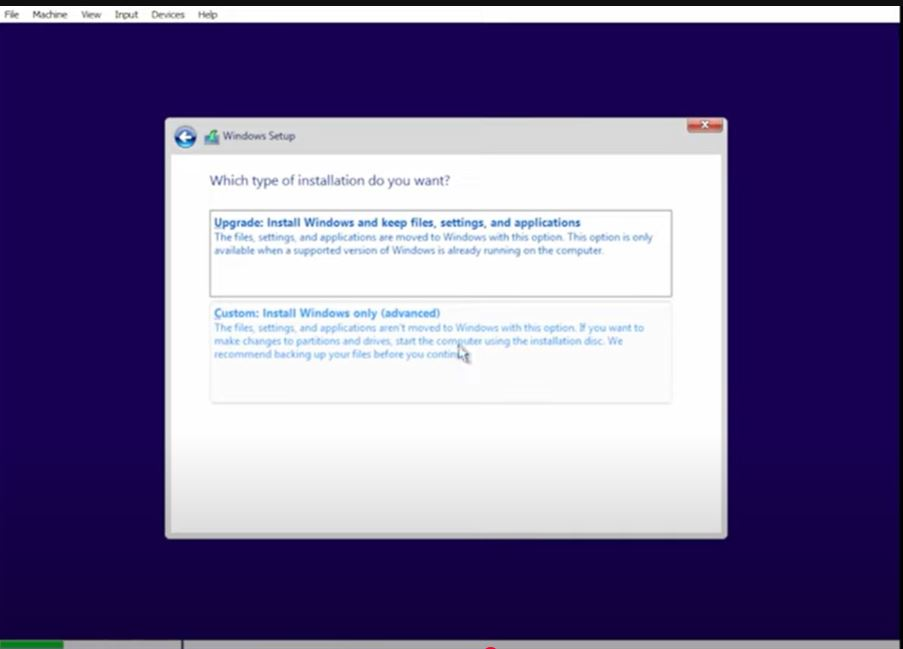 File Machine View Input Devices Help
Windows Setup
Which type of installation do you want?
Upgrade: Install Windows and keep files, settings, and applications
The files, settings, and applications are moved to Windows with this option. This option is only
available when a supported version of Windows is already running on the computer.
Custom: Install Windows only (advanced)
The files, settings, and applications aren't moved to Windows with this option. If you want to
make changes to partitions and drives, start the computer using the installation disc. We
recommend backing up your files before you continue